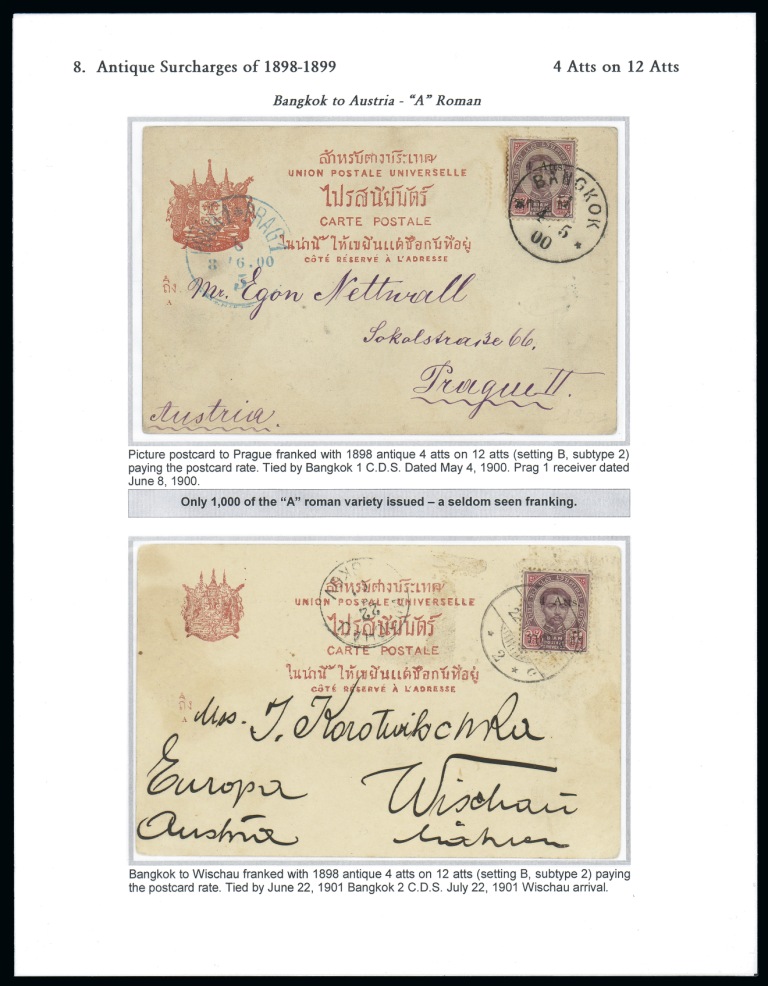 8. Antique Surcharges of 1898-1899
4 Atts on 12 Atts
Bangkok to Austria - “A” Roman
สำหรับต่างประเทศ
UNION POSTALE UNIVERSELLE
ไปรสนียบัตร์
CARTE POSTALE
ในน่านี้ ให้เขียนแต่ชื่อกับที่อยู่
CÔTÉ RÉSERVÉ À L'ADRESSE
BANGKOK
4 5
00
PRAG 1
8 6.00
ถึง
A
Mr. Egon Nettwall
Sokolstraße 66.
Prague II.
Austria.
Picture postcard to Prague franked with 1898 antique 4 atts on 12 atts (setting B, subtype 2)
paying the postcard rate. Tied by Bangkok 1 C.D.S. Dated May 4, 1900. Prag 1 receiver dated
June 8, 1900.
Only 1,000 of the “A” roman variety issued – a seldom seen franking.
สำหรับต่างประเทศ
UNION POSTALE UNIVERSELLE
ไปรสนียบัตร์
CARTE POSTALE
ในน่านี้ ให้เขียนแต่ชื่อกับที่อยู่
CÔTÉ RÉSERVÉ À L'ADRESSE
4 Atts
22
2
ถึง
A
J. Korotwitschka
Europa
Wischau
Austria
Mähren
Bangkok to Wischau franked with 1898 antique 4 atts on 12 atts (setting B, subtype 2) paying
the postcard rate. Tied by June 22, 1901 Bangkok 2 C.D.S. July 22, 1901 Wischau arrival.